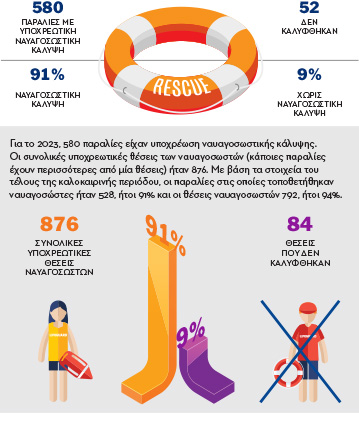 580
ΠΑΡΑΛΙΕΣ ΜΕ
ΥΠΟΧΡΕΩΤΙΚΗ
ΝΑΥΑΓΟΣΩΣΤΙΚΗ
ΚΑΛΥΨΗ
52
ΔΕΝ
ΚΑΛΥΦΘΗΚΑΝ
91%
ΝΑΥΑΓΟΣΩΣΤΙΚΗ
ΚΑΛΥΨΗ
RESCUE
9%
ΧΩΡΙΣ
ΝΑΥΑΓΟΣΩΣΤΙΚΗ
ΚΑΛΥΨΗ
Για το 2023, 580 παραλίες είχαν υποχρέωση ναυαγοσωστικής κάλυψης.
Οι συνολικές υποχρεωτικές θέσεις των ναυαγοσωστών (κάποιες παραλίες
έχουν περισσότερες από μία θέσεις) ήταν 876. Με βάση τα στοιχεία του
τέλους της καλοκαιρινής περιόδου, οι παραλίες στις οποίες τοποθετήθηκαν
ναυαγοσώστες ήταν 528, ήτοι 91% και οι θέσεις ναυαγοσωστών 792, ήτοι 94%.
876
ΣΥΝΟΛΙΚΕΣ
ΥΠΟΧΡΕΩΤΙΚΕΣ
ΘΕΣΕΙΣ
ΝΑΥΑΓΟΣΩΣΤΩΝ
91%
9%
84
ΘΕΣΕΙΣ
ΠΟΥ ΔΕΝ
ΚΑΛΥΦΘΗΚΑΝ